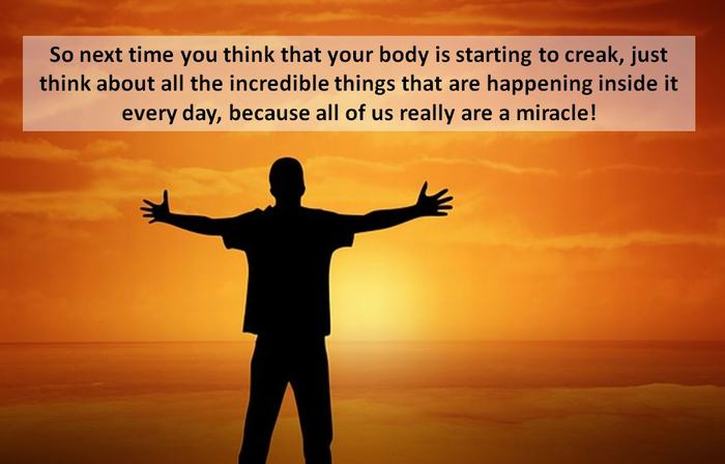 So next time you think that your body is starting to creak, just
think about all the incredible things that are happening inside it
every day, because all of us really are a miracle!